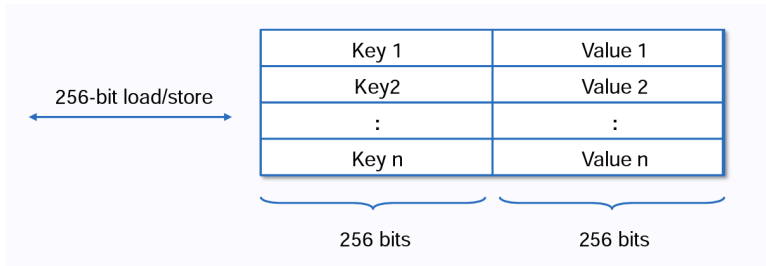 Key 1 Value 1
256-bit load/store
Key2 Value 2
: :
Key n Value n
256 bits 256 bits